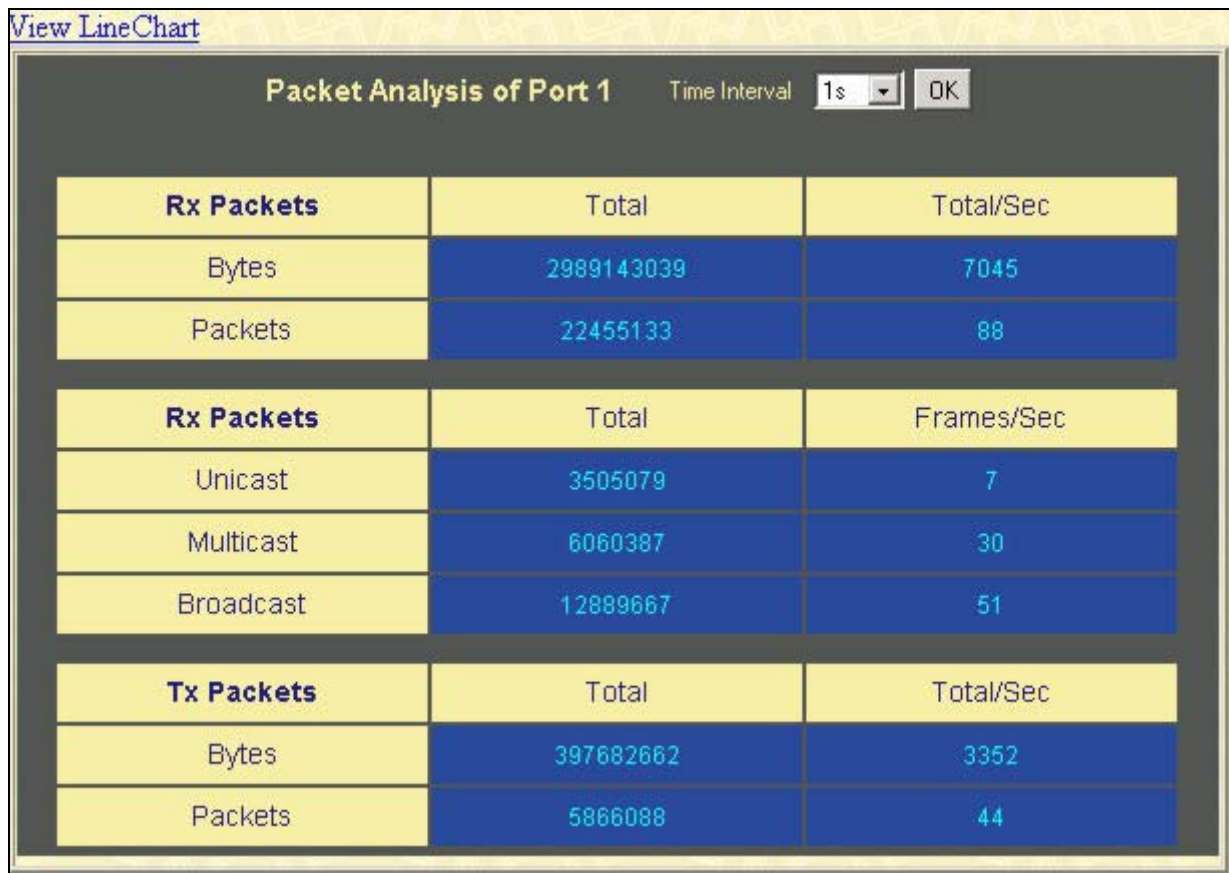 View LineChart
Packet Analysis of Port 1 Time Interval 1s OK
Rx Packets Total Total/Sec
Bytes 2989143039 7045
Packets 22455133 88
Rx Packets Total Frames/Sec
Unicast 3505079 7
Multicast 6060387 30
Broadcast 12889667 51
Tx Packets Total Total/Sec
Bytes 397682662 3352
Packets 5866088 44